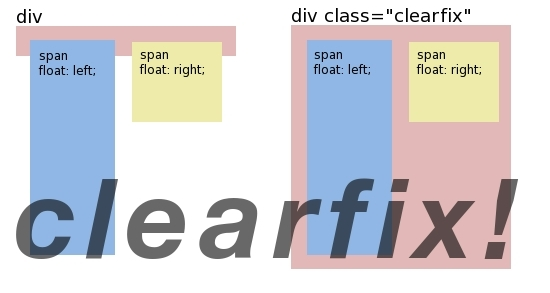 div
span
float: left;
span
float: right;
div class="clearfix"
span
float: left;
span
float: right;
clearfix!